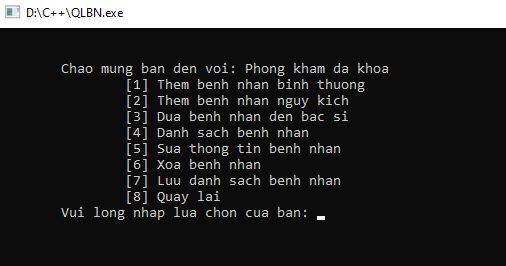 D:\C++\QLBN.exe
Chao mung ban den voi: Phong kham da khoa
[1] Them benh nhan binh thuong
[2] Them benh nhan nguy kich
[3] Dua benh nhan den bac si
[4] Danh sach benh nhan
[5] Sua thong tin benh nhan
[6] Xoa benh nhan
[7] Luu danh sach benh nhan
[8] Quay lai
Vui long nhap lua chon cua ban: